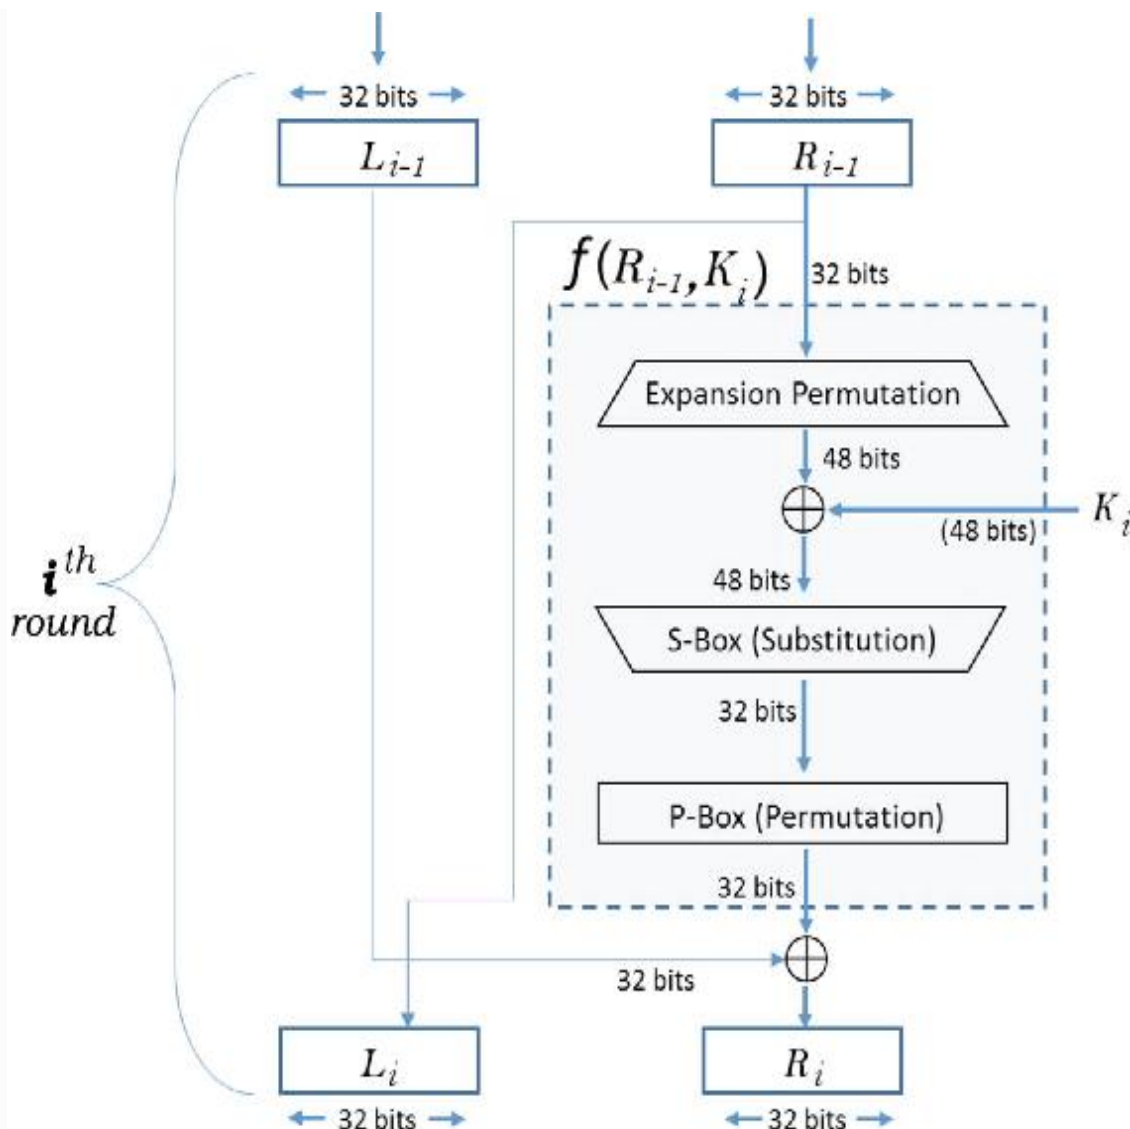 32 bits
32 bits
L i-1
R i-1
f(R i-1, K i)
32 bits
Expansion Permutation
48 bits
K i
(48 bits)
48 bits
i th
round
S-Box (Substitution)
32 bits
P-Box (Permutation)
32 bits
32 bits
L i
R i
32 bits
32 bits